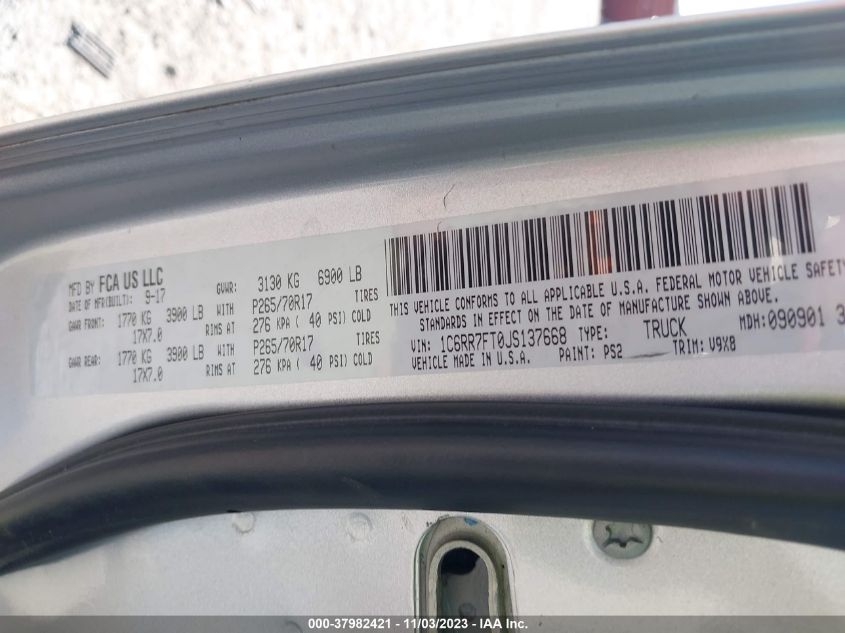 MFD BY FCA US LLC
DATE OF MFR(BUILT): 9-17
GVWR: 3130 KG 6900 LB
GAWR FRONT: 1770 KG 3900 LB WITH P265/70R17 TIRES
17X7.0 RIMS AT 276 KPA ( 40 PSI) COLD
GAWR REAR: 1770 KG 3900 LB WITH P265/70R17 TIRES
17X7.0 RIMS AT 276 KPA ( 40 PSI) COLD
THIS VEHICLE CONFORMS TO ALL APPLICABLE U.S.A. FEDERAL MOTOR VEHICLE SAFETY
STANDARDS IN EFFECT ON THE DATE OF MANUFACTURE SHOWN ABOVE.
VIN: 1C6RR7FT0JS137668 TYPE: TRUCK MDH:090901 3
VEHICLE MADE IN U.S.A. PAINT: PS2 TRIM: V9X8
000-37982421 - 11/03/2023 - IAA Inc.